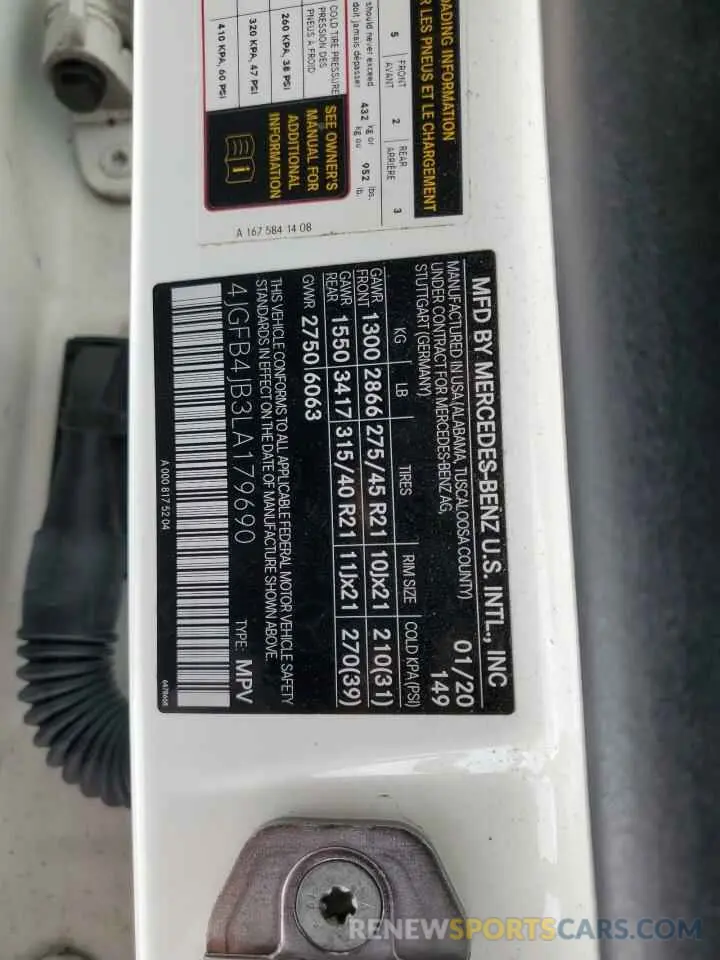 OADING INFORMATION
R LES PNEUS ET LE CHARGEMENT
5 FRONT AVANT 2 REAR ARRIÈRE 3
should never exceed 432 kg or 952 lbs.
doit jamais dépasser kg ou lb.
COLD TIRE PRESSURE
PRESSION DES
PNEUS À FROID
260 KPA, 38 PSI
320 KPA, 47 PSI
410 KPA, 60 PSI
SEE OWNER'S
MANUAL FOR
ADDITIONAL
INFORMATION
A 167 584 14 08
MFD BY MERCEDES-BENZ U.S. INTL., INC
MANUFACTURED IN USA (ALABAMA, TUSCALOOSA COUNTY) 01/20
UNDER CONTRACT FOR MERCEDES-BENZ AG, 149
STUTTGART (GERMANY)
KG LB TIRES RIM SIZE COLD KPA (PSI)
GAWR FRONT 1300 2866 275/45 R21 10Jx21 210(31)
GAWR REAR 1550 3417 315/40 R21 11Jx21 270(39)
GVWR 2750 6063
THIS VEHICLE CONFORMS TO ALL APPLICABLE FEDERAL MOTOR VEHICLE SAFETY
STANDARDS IN EFFECT ON THE DATE OF MANUFACTURE SHOWN ABOVE.
4JGFB4JB3LA179690 TYPE: MPV
A 000 817 52 04
RENEWSPORTSCARS.COM